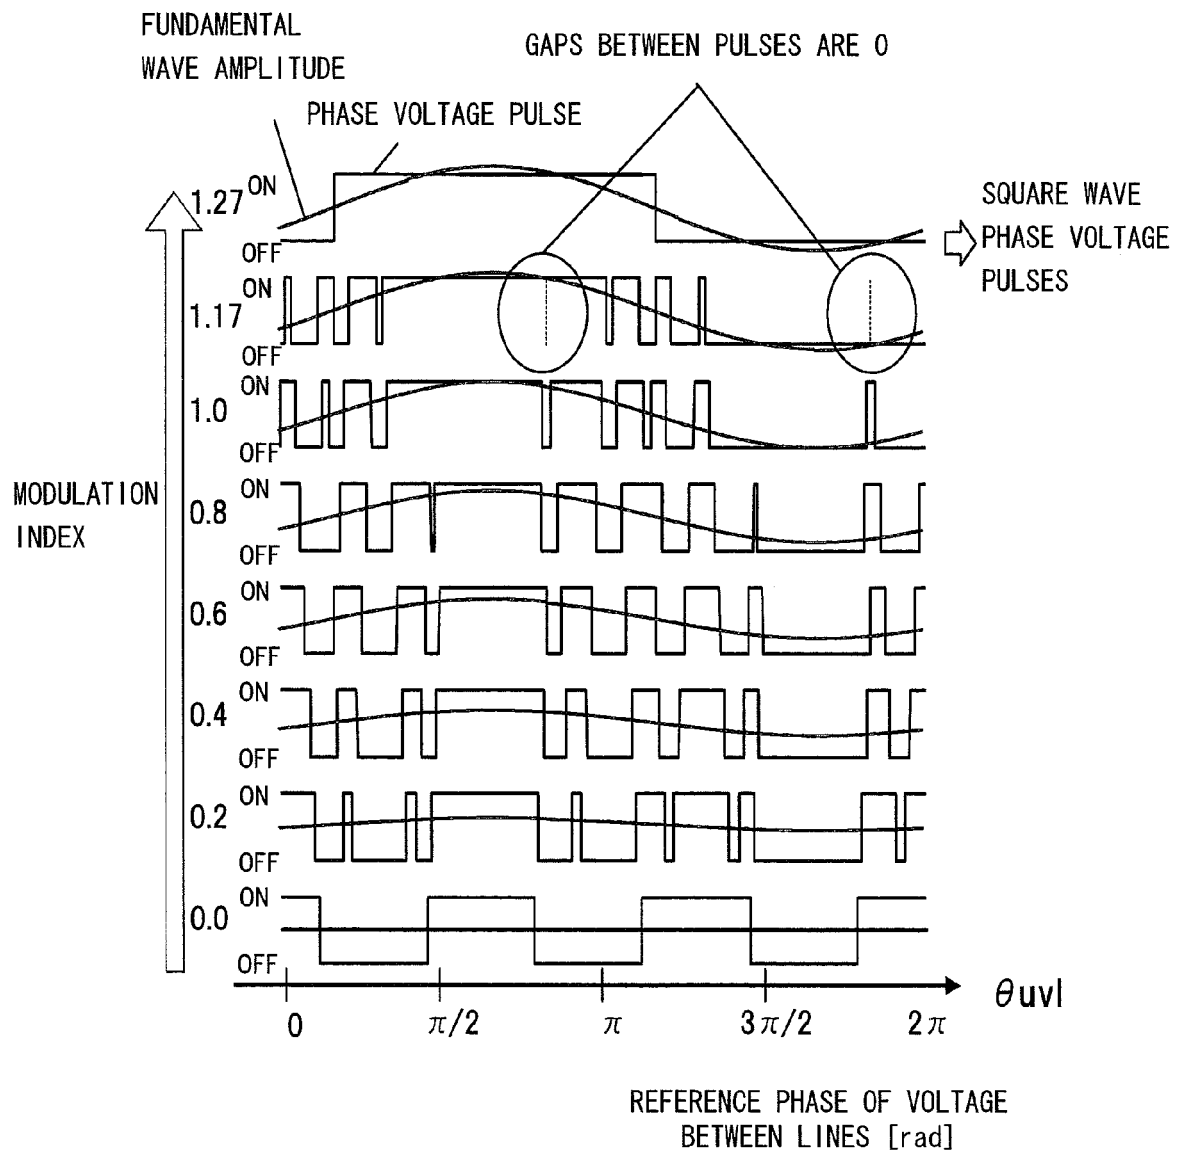 FUNDAMENTAL
WAVE AMPLITUDE
GAPS BETWEEN PULSES ARE 0
PHASE VOLTAGE PULSE
1.27
ON
OFF
SQUARE WAVE
PHASE VOLTAGE
PULSES
1.17
ON
OFF
1.0
ON
OFF
MODULATION
INDEX
0.8
ON
OFF
0.6
ON
OFF
0.4
ON
OFF
0.2
ON
OFF
0.0
ON
OFF
θuvl
0 π/2 π 3π/2 2π
REFERENCE PHASE OF VOLTAGE
BETWEEN LINES [rad]